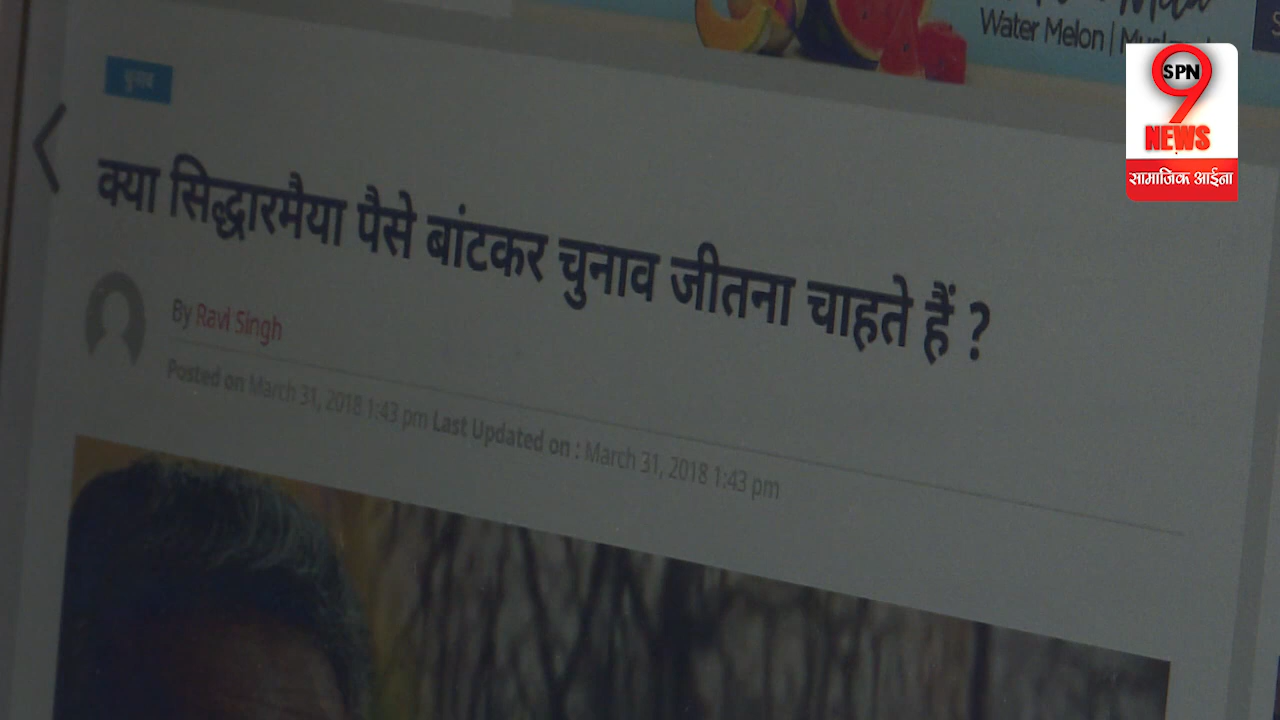 Water Melon |
SPN
9
NEWS
सामाजिक आईना
चुनाव
क्या सिद्धारमैया पैसे बांटकर चुनाव जीतना चाहते हैं ?
By Ravi Singh
Posted on March 31, 2018 1:43 pm Last Updated on : March 31, 2018 1:43 pm